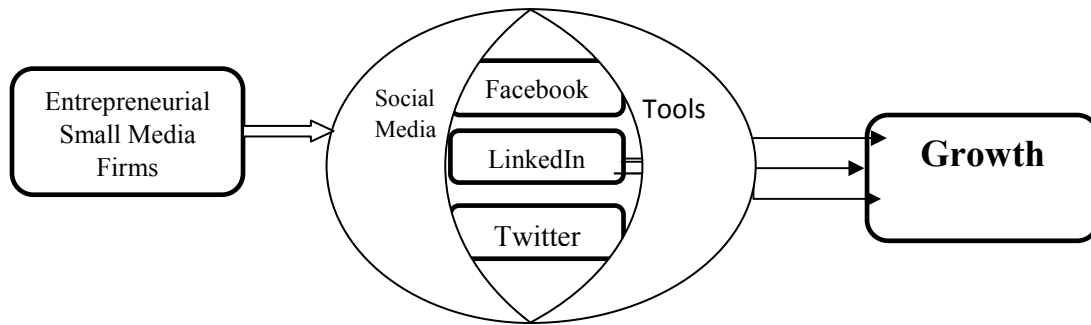 Entrepreneurial
Small Media
Firms
Social
Media
Facebook
LinkedIn
Twitter
Tools
Growth